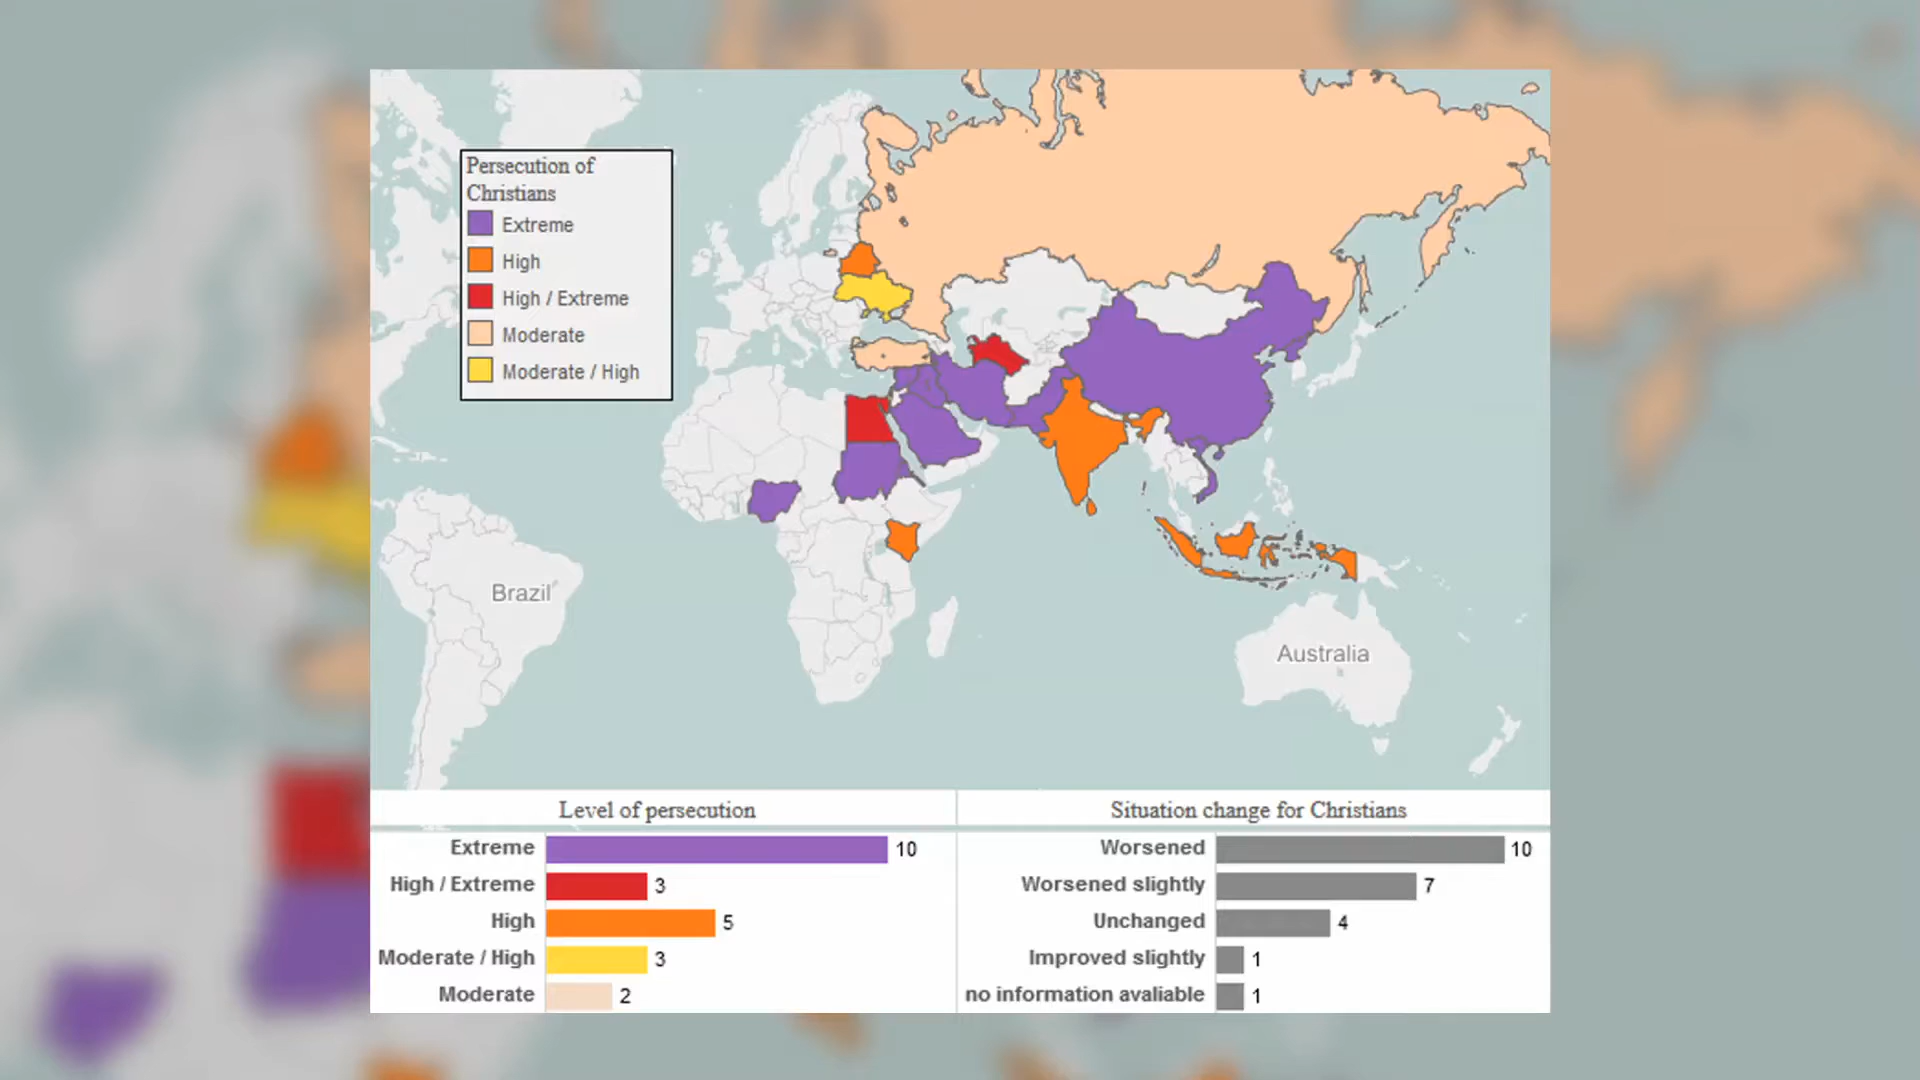 Persecution of
Christians
Extreme
High
High / Extreme
Moderate
Moderate / High
Brazil
Australia
Level of persecution
Extreme 10
High / Extreme 3
High 5
Moderate / High 3
Moderate 2
Situation change for Christians
Worsened 10
Worsened slightly 7
Unchanged 4
Improved slightly 1
no information avaliable 1